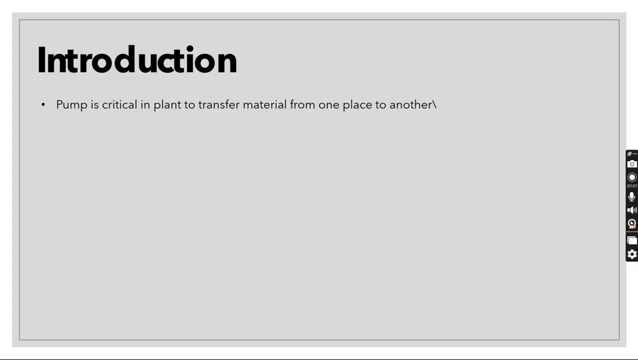 Introduction
• Pump is critical in plant to transfer material from one place to another\